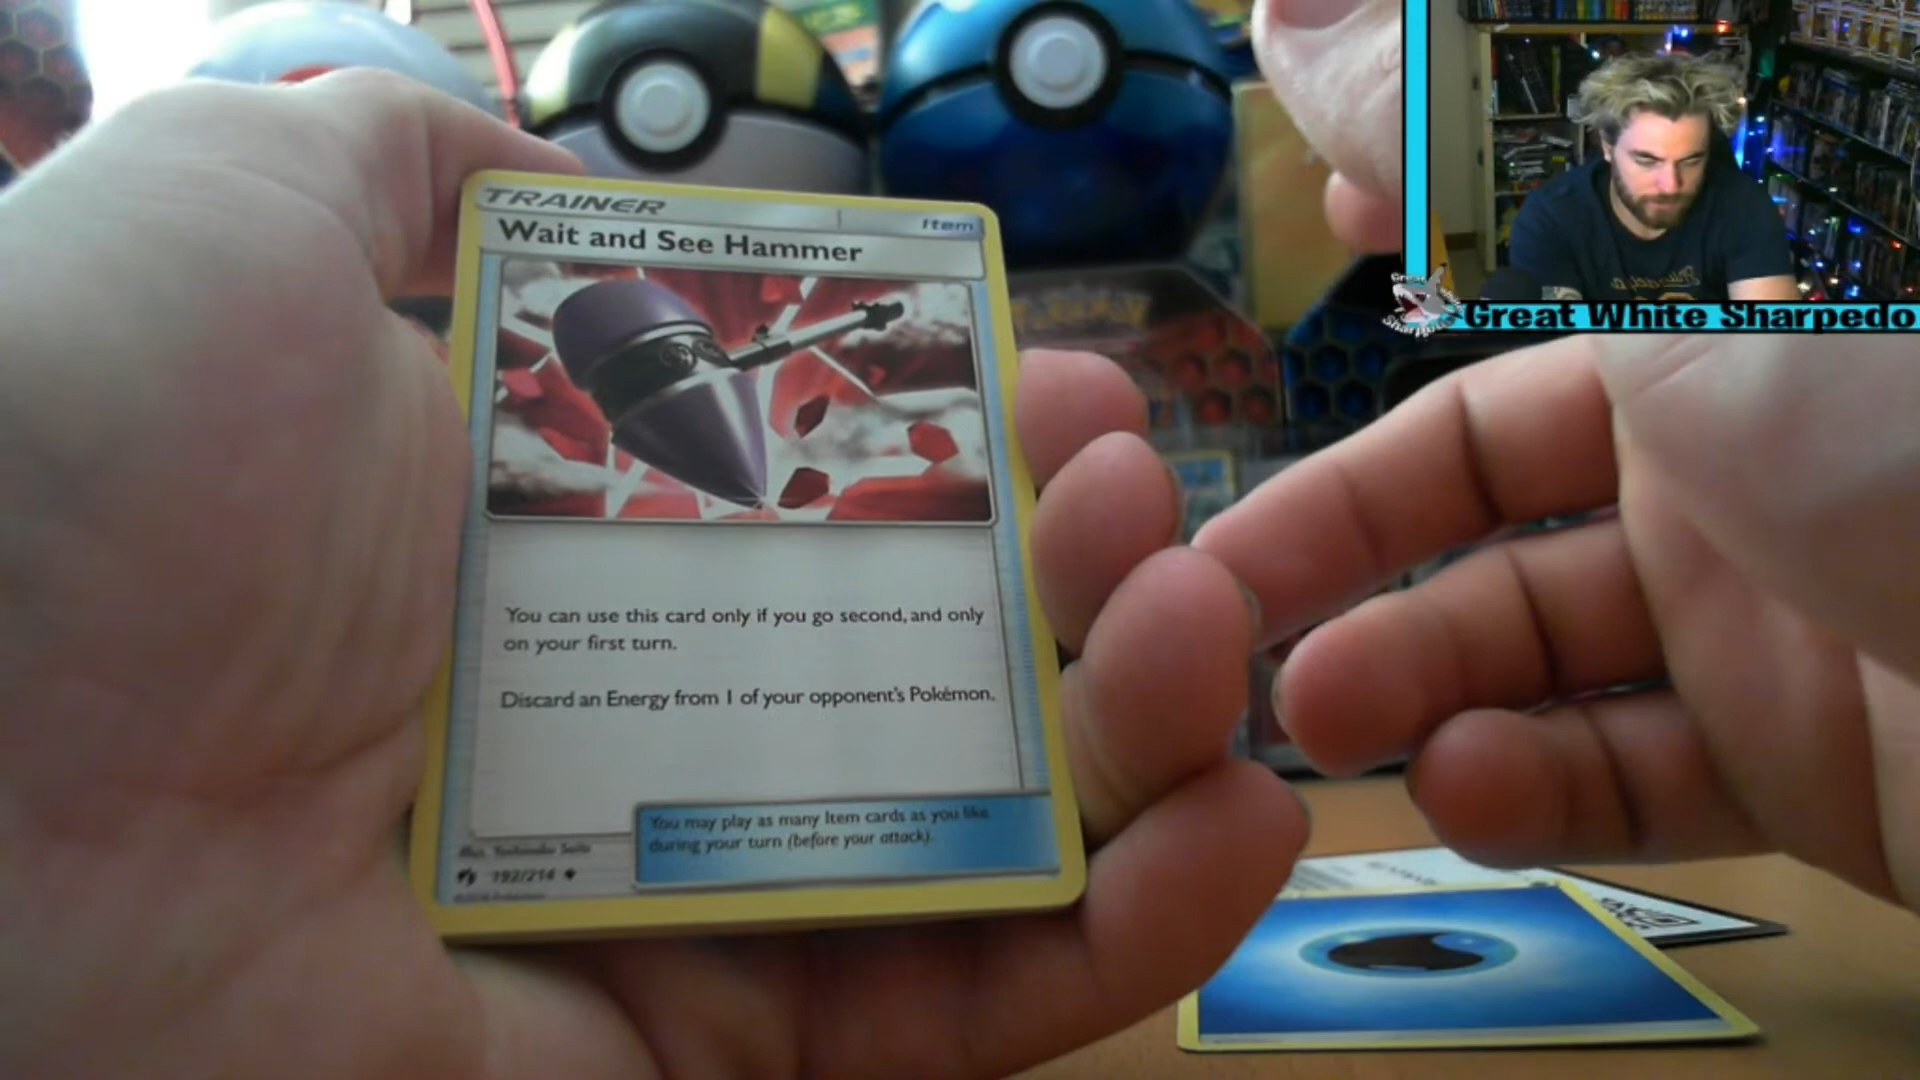 TRAINER
Item
Wait and See Hammer
You can use this card only if you go second, and only
on your first turn.
Discard an Energy from 1 of your opponent's Pokémon.
You may play as many Item cards as you like
during your turn (before your attack).
192/214
Great White Sharpedo
Great